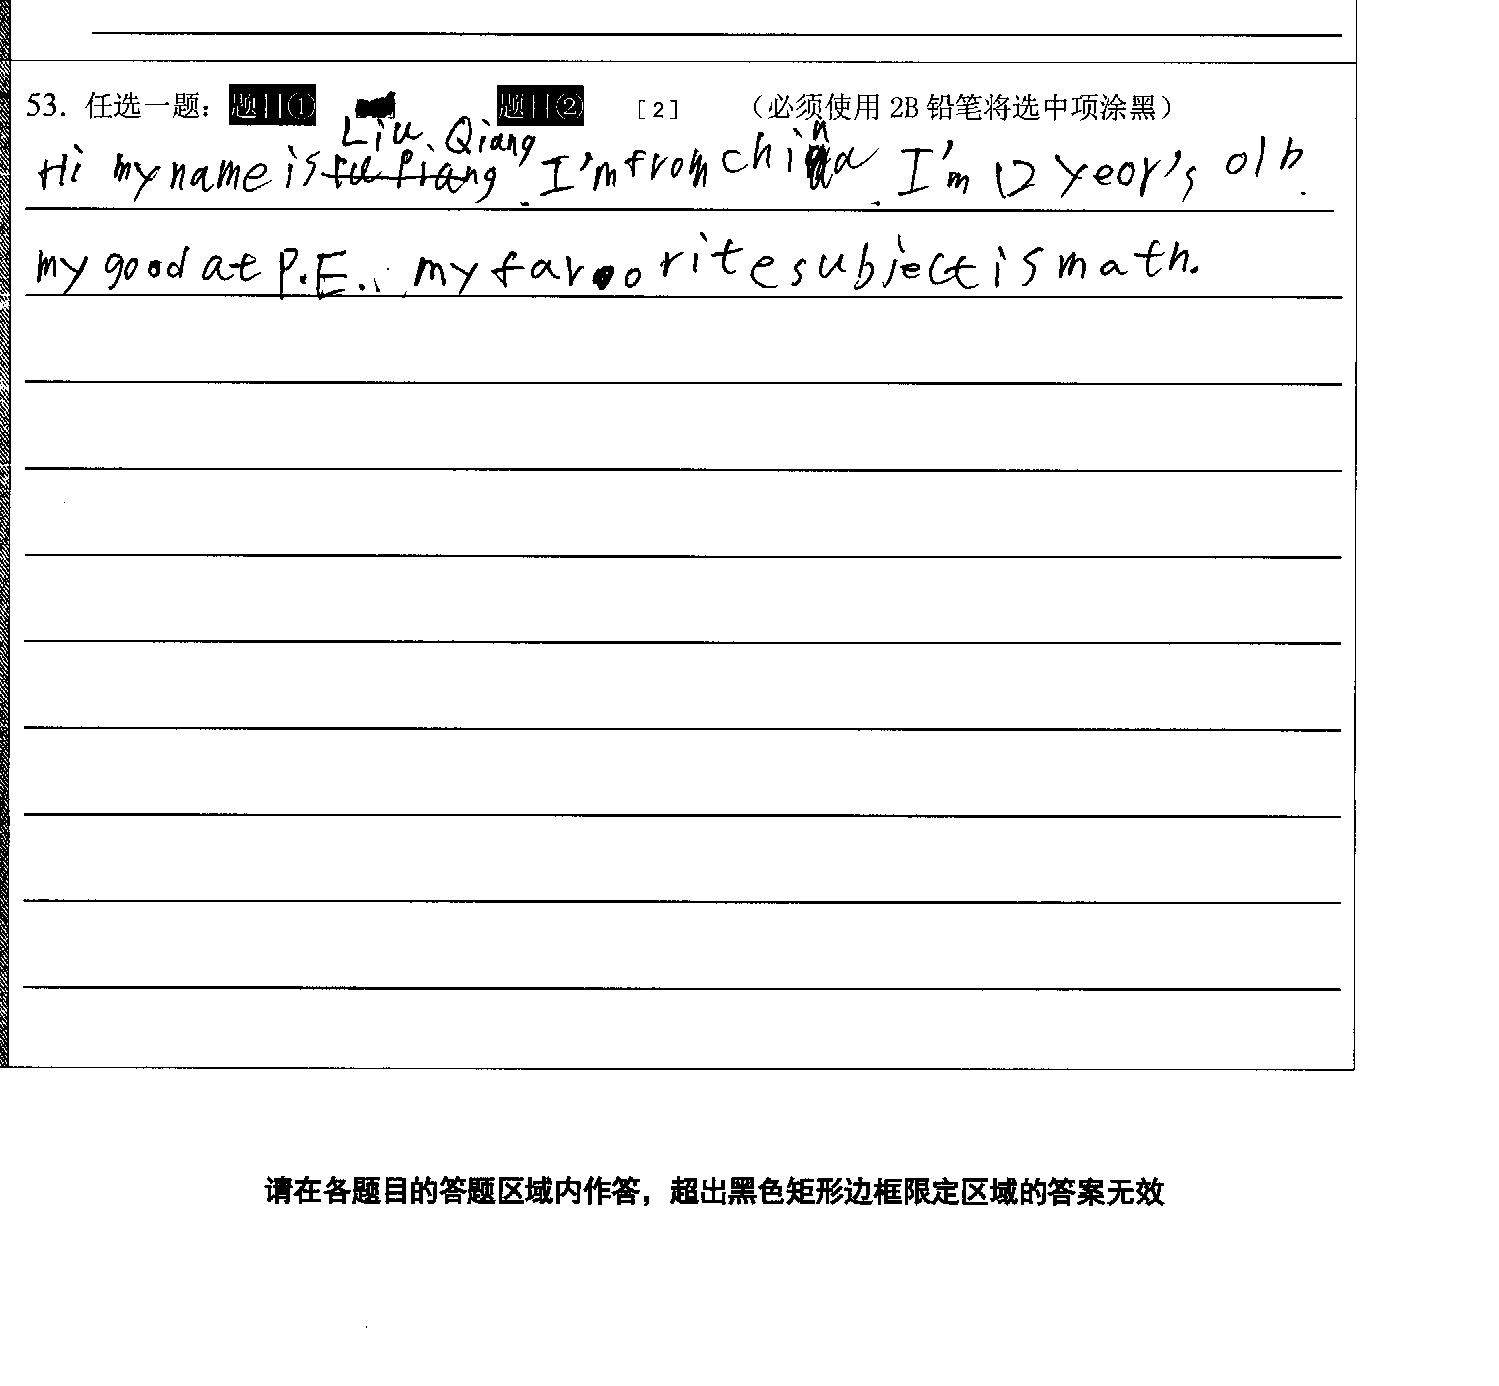 53. 任选一题： 题目① 题目② [2] （必须使用 2B 铅笔将选中项涂黑）
Liu Qiang
Hi my name is I'm from china. I'm 12 yeor's olb.
my good at P.E.. my favoorite subject is math.
请在各题目的答题区域内作答，超出黑色矩形边框限定区域的答案无效